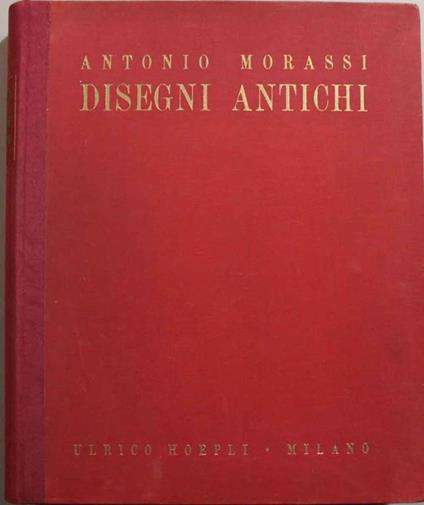 ANTONIO MORASSI
DISEGNI ANTICHI
ULRICO HOEPLI • MILANO